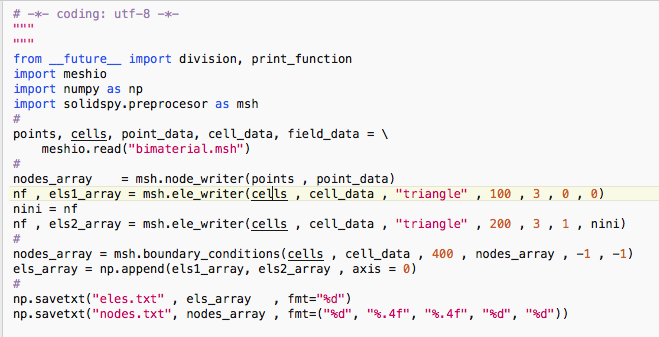 # -*- coding: utf-8 -*-
"""
"""
from __future__ import division, print_function
import meshio
import numpy as np
import solidspy.preprocesor as msh
#
points, cells, point_data, cell_data, field_data = \
    meshio.read("bimaterial.msh")
#
nodes_array    = msh.node_writer(points , point_data)
nf , els1_array = msh.ele_writer(cells , cell_data , "triangle" , 100 , 3 , 0 , 0)
nini = nf
nf , els2_array = msh.ele_writer(cells , cell_data , "triangle" , 200 , 3 , 1 , nini)
#
nodes_array = msh.boundary_conditions(cells , cell_data , 400 , nodes_array , -1 , -1)
els_array = np.append(els1_array, els2_array , axis = 0)
#
np.savetxt("eles.txt" , els_array   , fmt="%d")
np.savetxt("nodes.txt", nodes_array , fmt=("%d", "%.4f", "%.4f", "%d", "%d"))